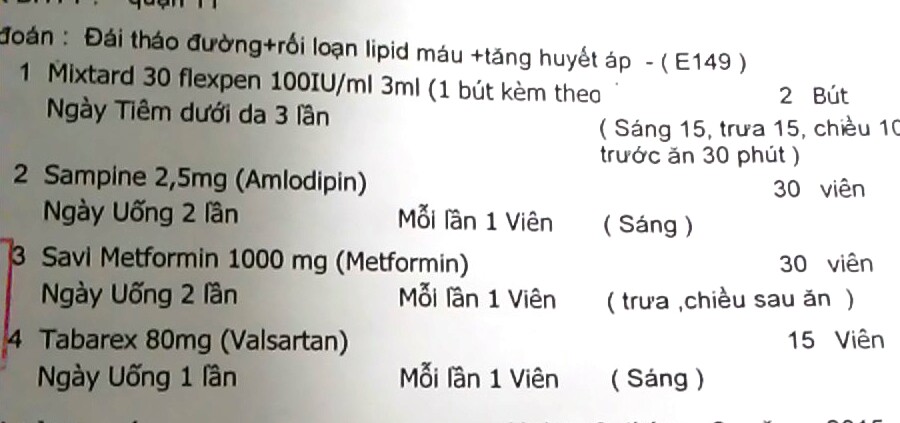 quận 11
đoán : Đái tháo đường+rối loạn lipid máu +tăng huyết áp - ( E149 )
1 Mixtard 30 flexpen 100IU/ml 3ml (1 bút kèm theo 2 Bút
Ngày Tiêm dưới da 3 lần ( Sáng 15, trưa 15, chiều 10
trước ăn 30 phút )
2 Sampine 2,5mg (Amlodipin) 30 viên
Ngày Uống 2 lần Mỗi lần 1 Viên ( Sáng )
3 Savi Metformin 1000 mg (Metformin) 30 viên
Ngày Uống 2 lần Mỗi lần 1 Viên ( trưa ,chiều sau ăn )
4 Tabarex 80mg (Valsartan) 15 Viên
Ngày Uống 1 lần Mỗi lần 1 Viên ( Sáng )